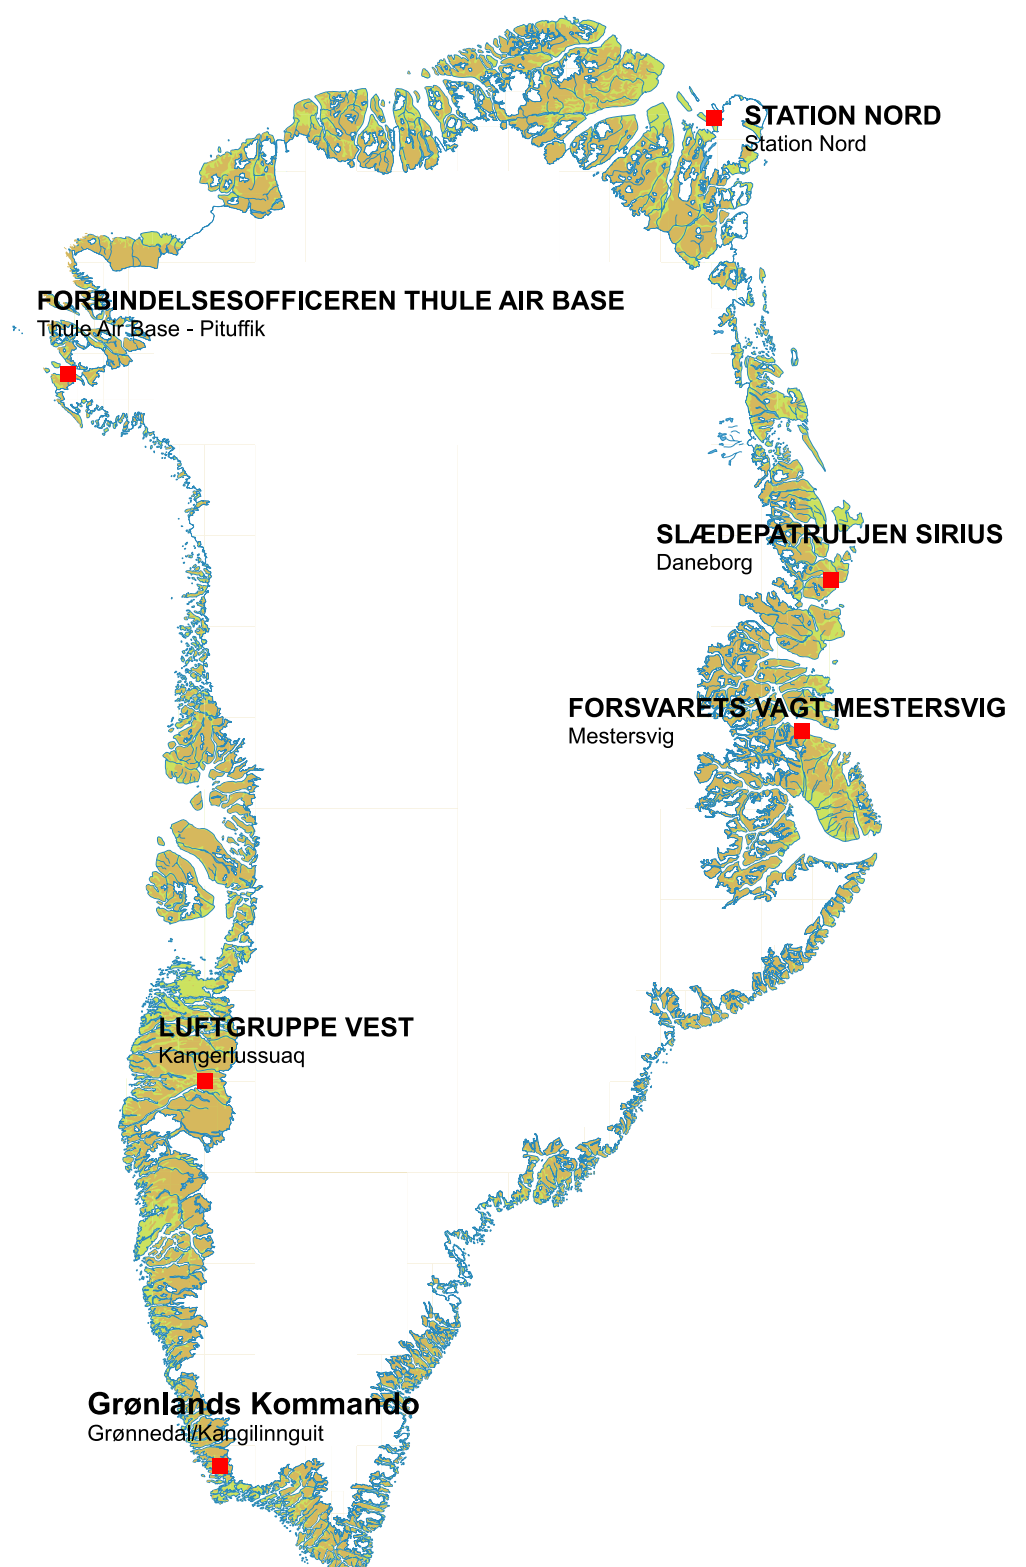 STATION NORD
Station Nord
FORBINDELSESOFFICEREN THULE AIR BASE
Thule Air Base - Pituffik
SLÆDEPATRULJEN SIRIUS
Daneborg
FORSVARETS VAGT MESTERSVIG
Mestersvig
LUFTGRUPPE VEST
Kangerlussuaq
Grønlands Kommando
Grønnedal/Kangilinnguit